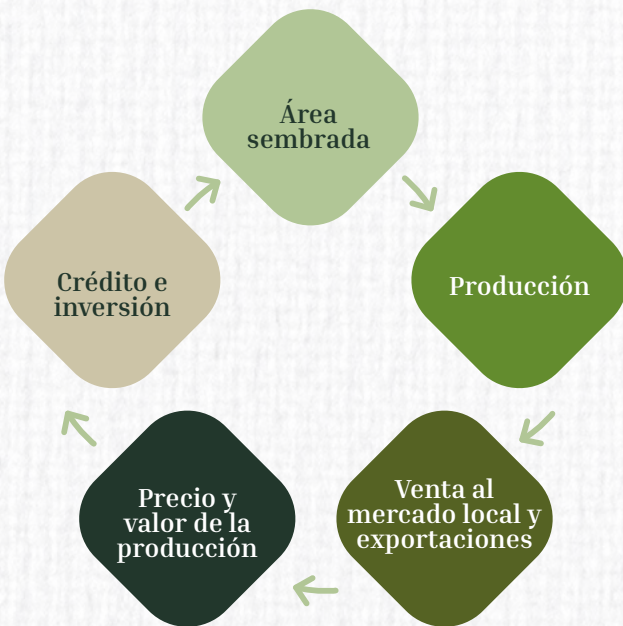 Área
sembrada
Producción
Venta al
mercado local y
exportaciones
Precio y
valor de la
producción
Crédito e
inversión